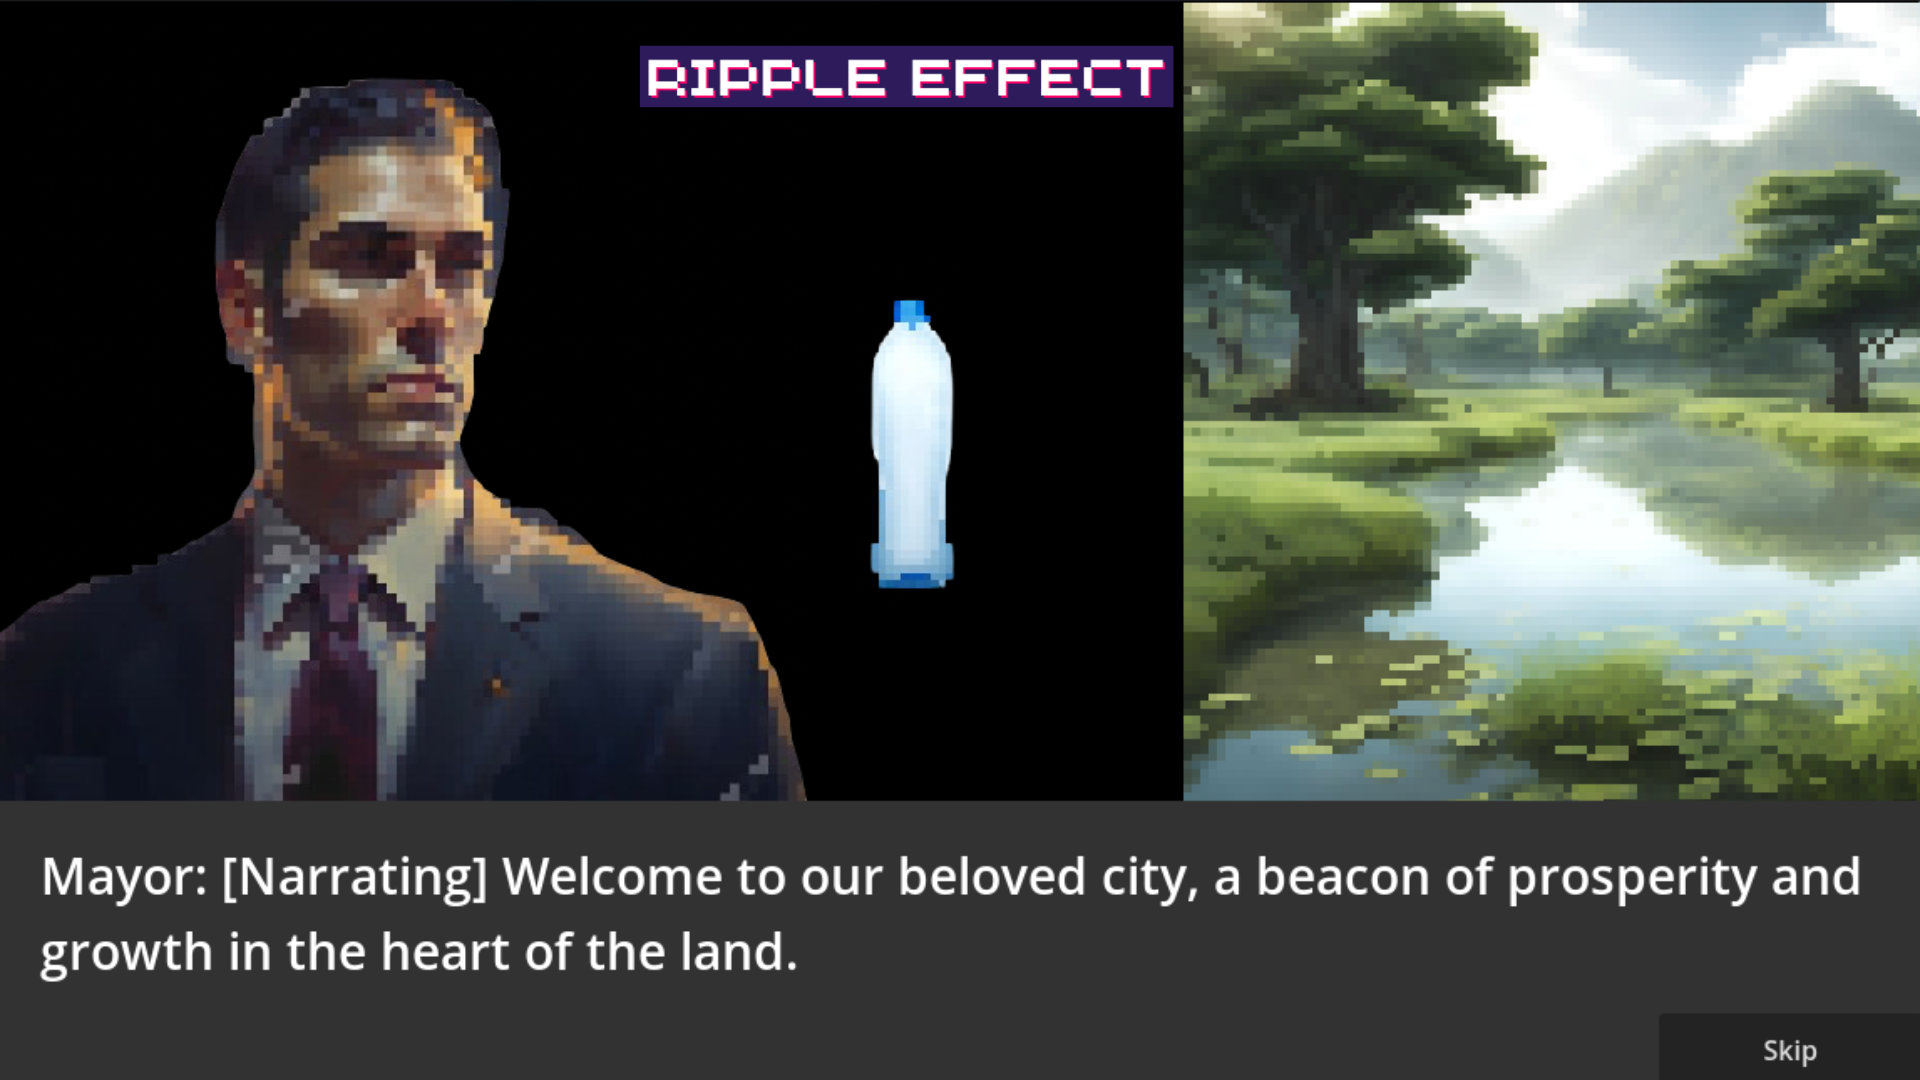 RIPPLE EFFECT
Mayor: [Narrating] Welcome to our beloved city, a beacon of prosperity and
growth in the heart of the land.
Skip